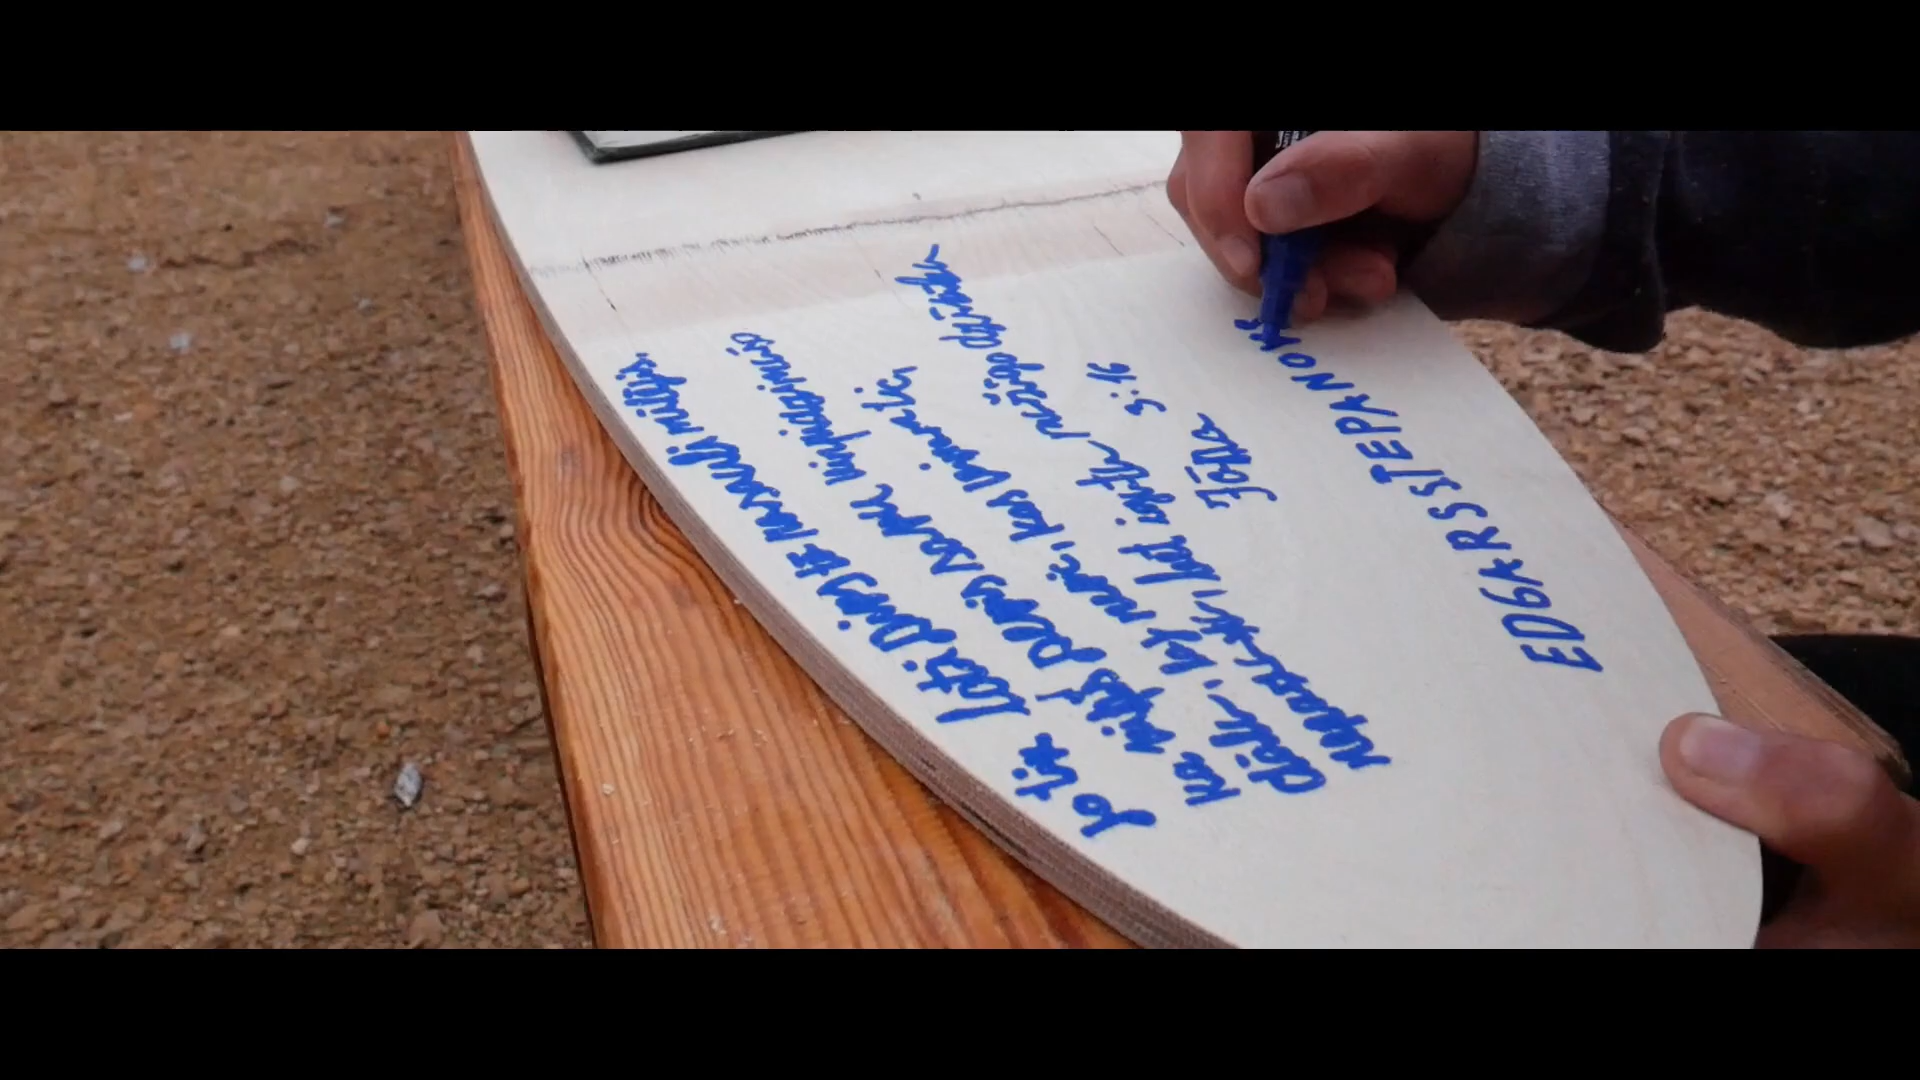 Jo tik ļoti Dievs to pasauli mīlējis,
ka viņš devis savu vienpiedzimušo
Dēlu, lai neviens, kas viņam tic,
nepazustu, bet iegūtu mūžīgo dzīvību
Jāņa 3:16
EDGARS STEPANOVS